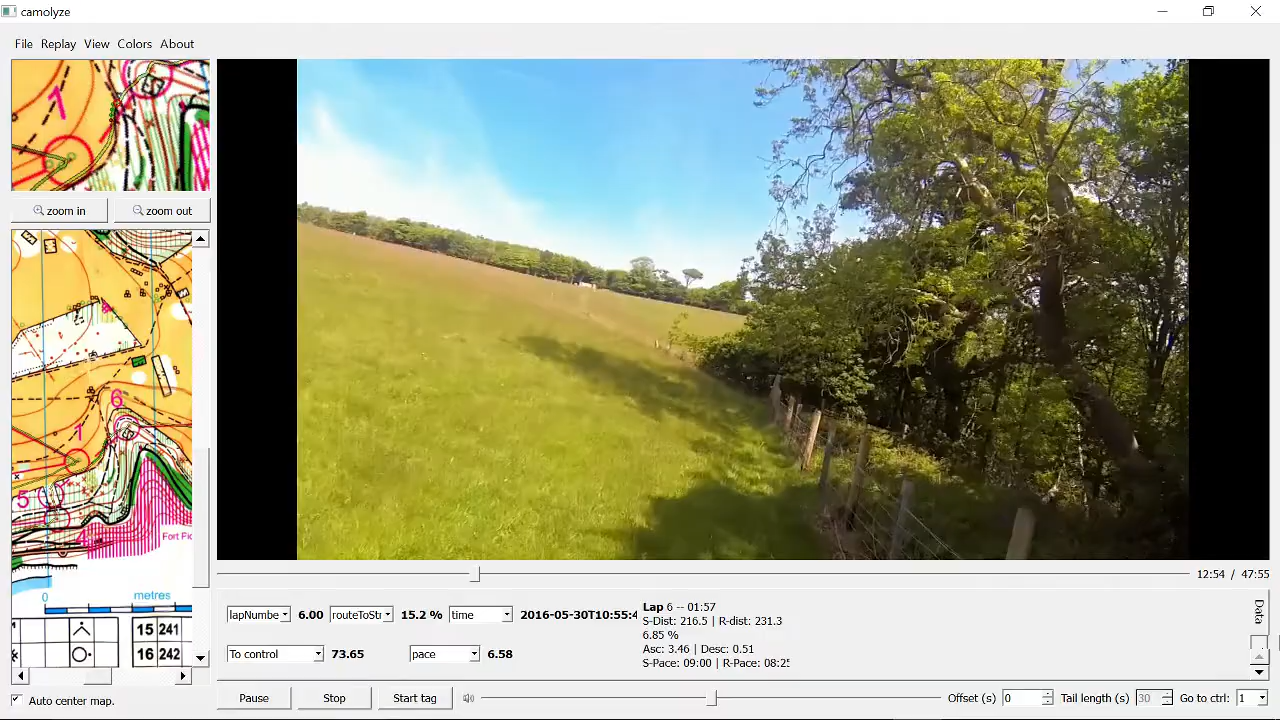 camolyze
File Replay View Colors About
1
zoom in zoom out
6
1
5
4
Fort Pic
0 metres
15 241
16 242
Auto center map.
12:54 / 47:55
lapNumbe 6.00 routeToStr 15.2 % time 2016-05-30T10:55:4
To control 73.65 pace 6.58
Lap 6 -- 01:57
S-Dist: 216.5 | R-dist: 231.3
6.85 %
Asc: 3.46 | Desc: 0.51
S-Pace: 09:00 | R-Pace: 08:25
Data
Pause Stop Start tag Offset (s) 0 Tail length (s) 30 Go to ctrl: 1